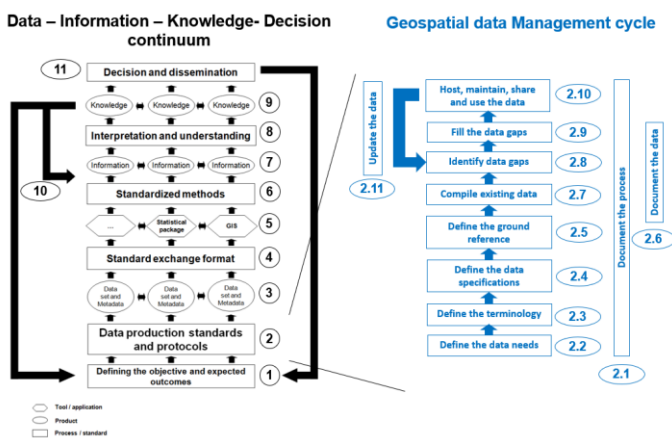 Data – Information – Knowledge- Decision
continuum
11
Decision and dissemination
Knowledge Knowledge Knowledge
9
Interpretation and understanding
8
Information Information Information
7
10
Standardized methods
6
... Statistical package GIS
5
Standard exchange format
4
Data set and Metadata Data set and Metadata Data set and Metadata
3
Data production standards
and protocols
2
Defining the objective and expected
outcomes
1
Tool / application
Product
Process / standard
Geospatial data Management cycle
Host, maintain, share
and use the data
2.10
Fill the data gaps
2.9
Identify data gaps
2.8
Update the data
2.11
Compile existing data
2.7
Define the ground
reference
2.5
Define the data
specifications
2.4
Define the terminology
2.3
Define the data needs
2.2
Document the process
2.1
Document the data
2.6